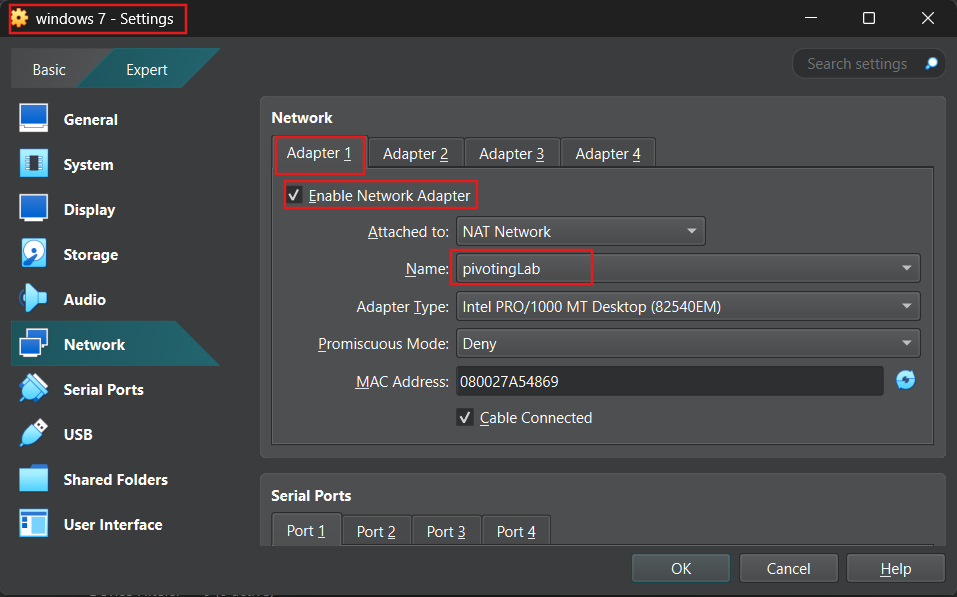 windows 7 - Settings
Basic
Expert
Search settings
General
System
Display
Storage
Audio
Network
Serial Ports
USB
Shared Folders
User Interface
Network
Adapter 1
Adapter 2
Adapter 3
Adapter 4
Enable Network Adapter
Attached to: NAT Network
Name: pivotingLab
Adapter Type: Intel PRO/1000 MT Desktop (82540EM)
Promiscuous Mode: Deny
MAC Address: 080027A54869
Cable Connected
Serial Ports
Port 1
Port 2
Port 3
Port 4
OK
Cancel
Help